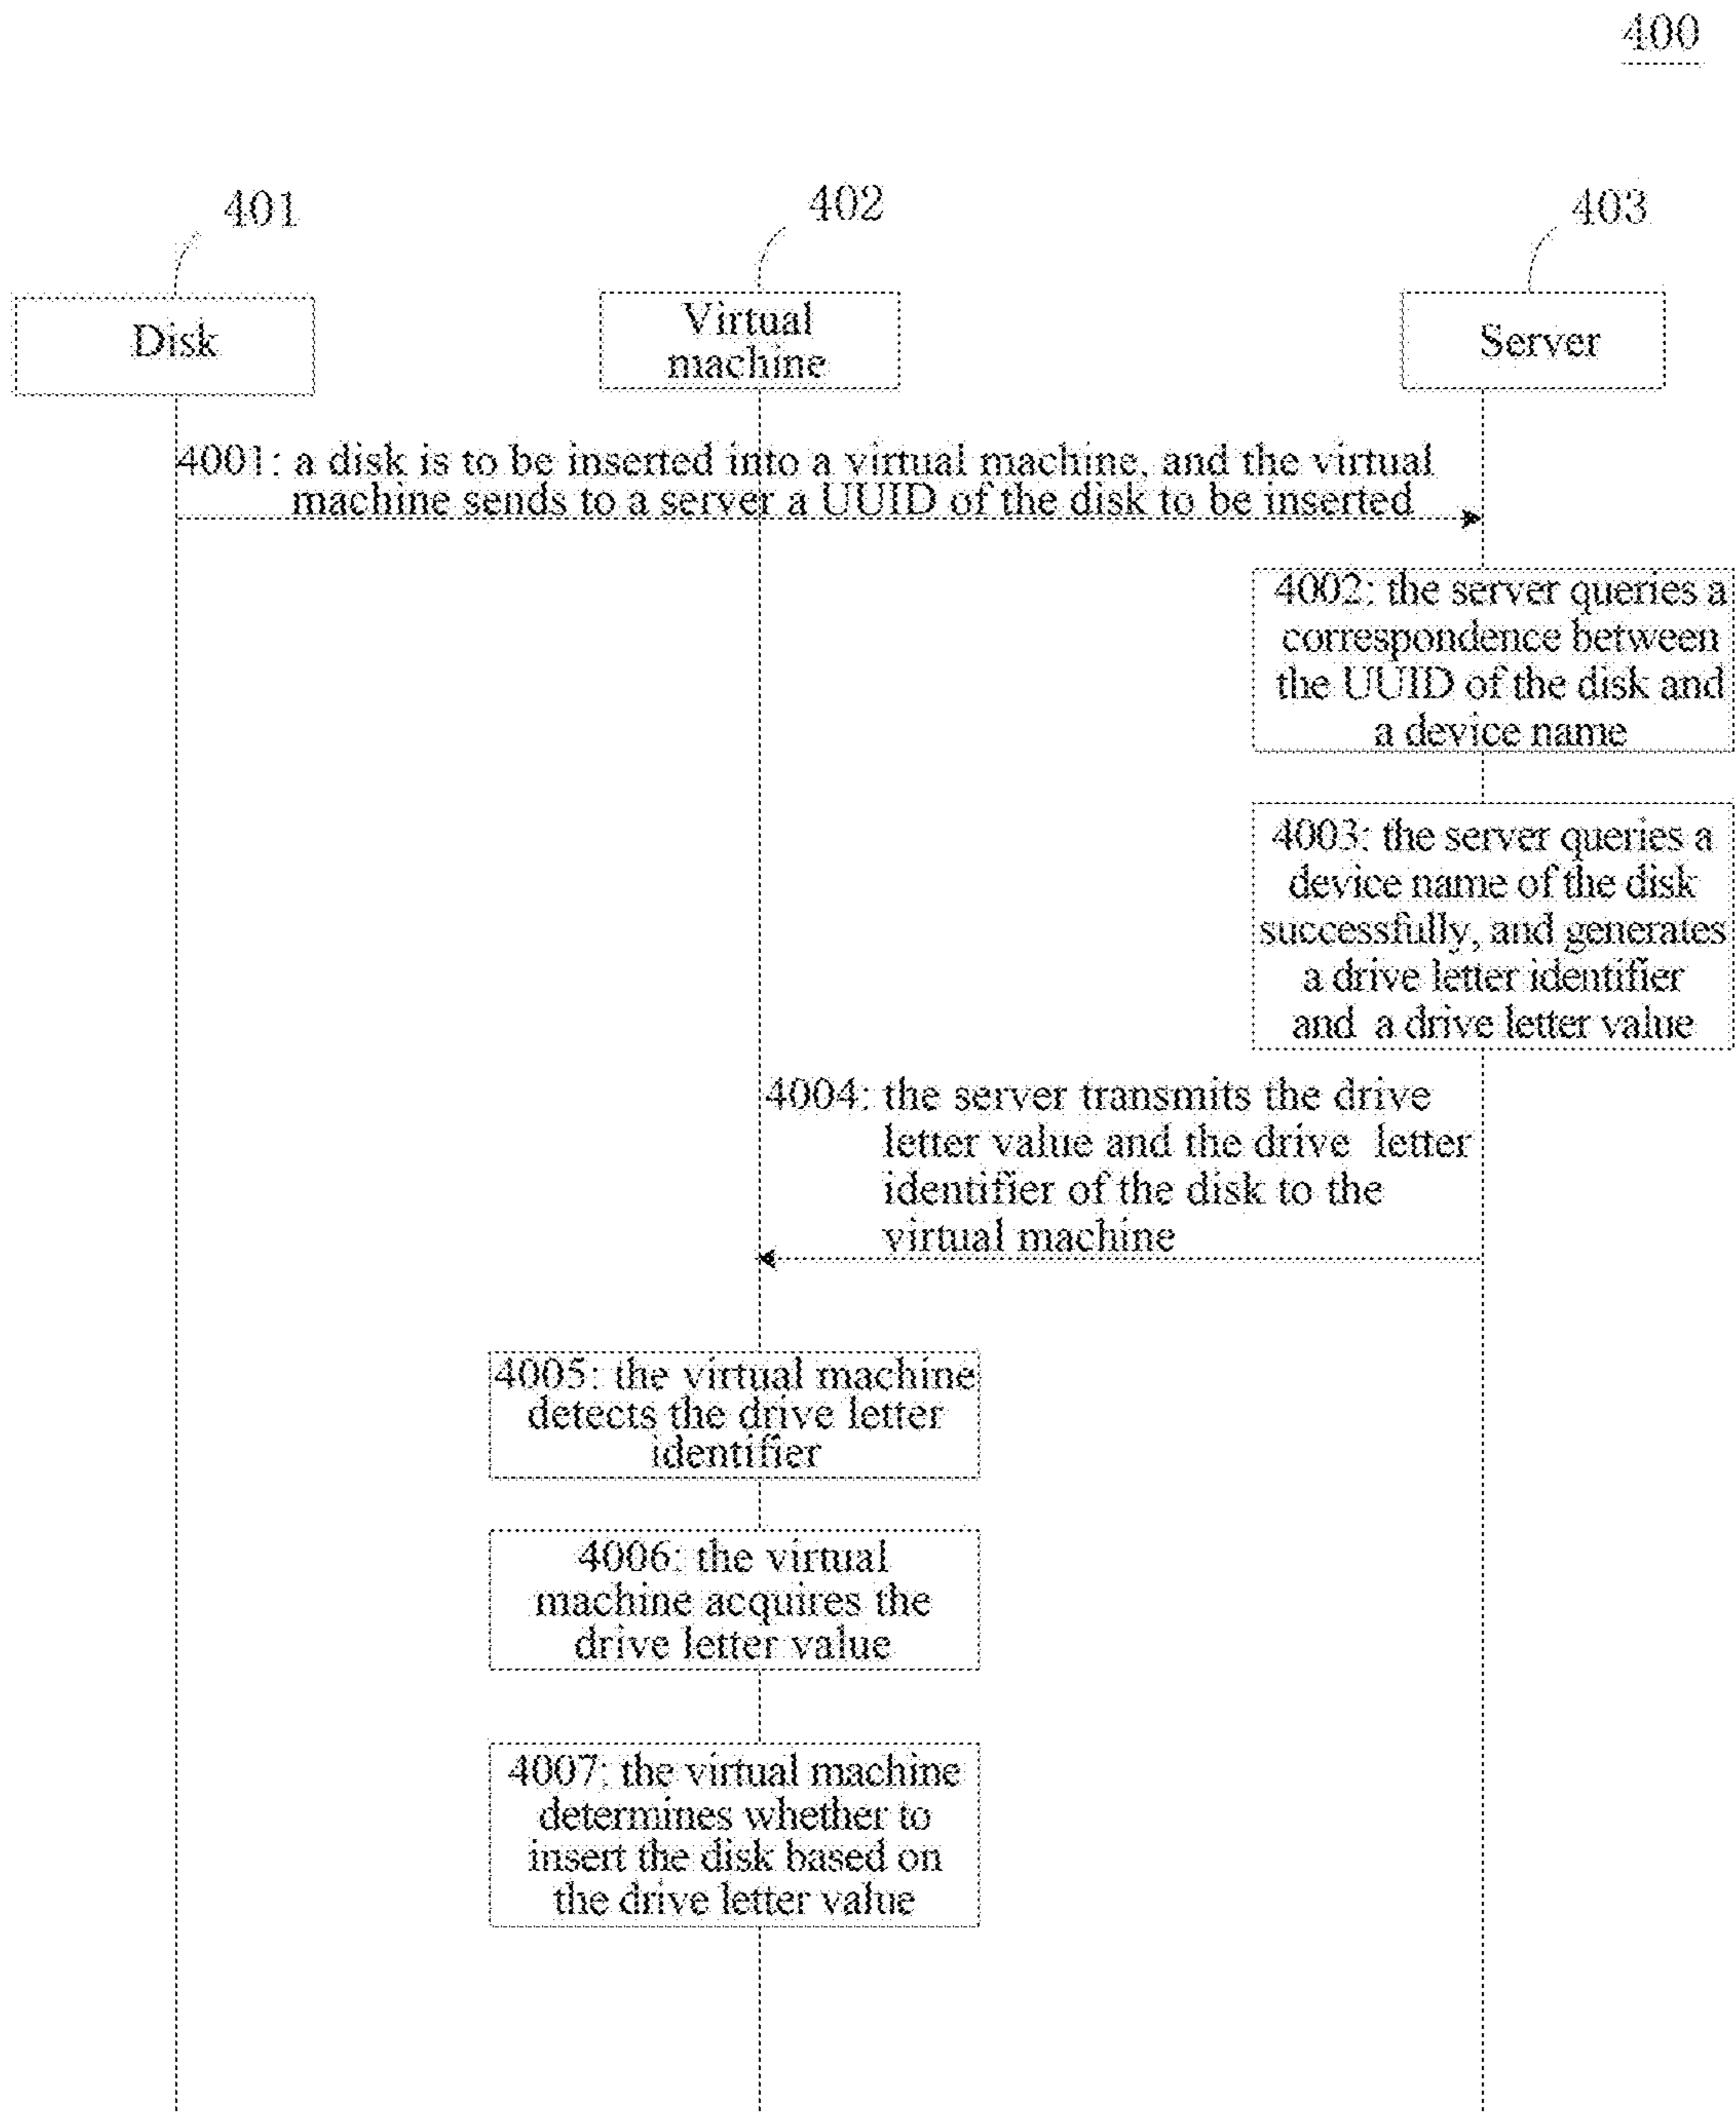 400
401
402
403
Disk
Virtual
machine
Server
4001: a disk is to be inserted into a virtual machine, and the virtual
machine sends to a server a UUID of the disk to be inserted
4002: the server queries a
correspondence between
the UUID of the disk and
a device name
4003: the server queries a
device name of the disk
successfully, and generates
a drive letter identifier
and a drive letter value
4004: the server transmits the drive
letter value and the drive letter
identifier of the disk to the
virtual machine
4005: the virtual machine
detects the drive letter
identifier
4006: the virtual
machine acquires the
drive letter value
4007: the virtual machine
determines whether to
insert the disk based on
the drive letter value